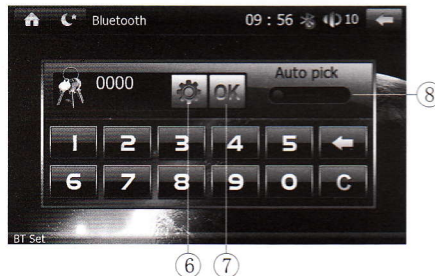 Bluetooth 09 : 56 10
Auto pick
0000 OK
⑧
1 2 3 4 5
6 7 8 9 0 C
BT Set
⑥ ⑦